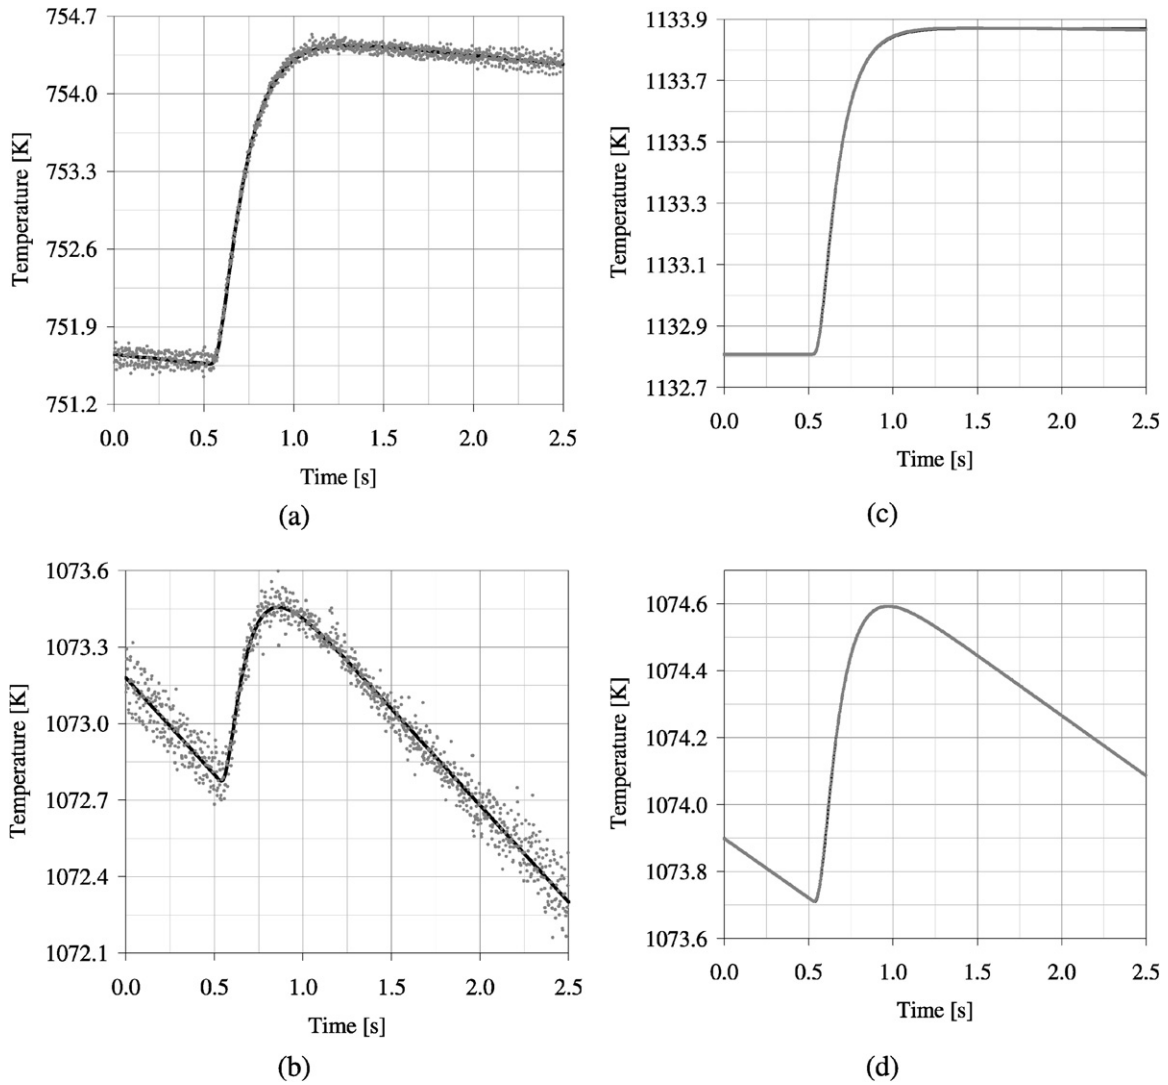 754.7
754.0
753.3
752.6
751.9
751.2
Temperature [K]
0.0 0.5 1.0 1.5 2.0 2.5
Time [s]
(a)
1133.9
1133.7
1133.5
1133.3
1133.1
1132.9
1132.7
Temperature [K]
0.0 0.5 1.0 1.5 2.0 2.5
Time [s]
(c)
1073.6
1073.3
1073.0
1072.7
1072.4
1072.1
Temperature [K]
0.0 0.5 1.0 1.5 2.0 2.5
Time [s]
(b)
1074.6
1074.4
1074.2
1074.0
1073.8
1073.6
Temperature [K]
0.0 0.5 1.0 1.5 2.0 2.5
Time [s]
(d)